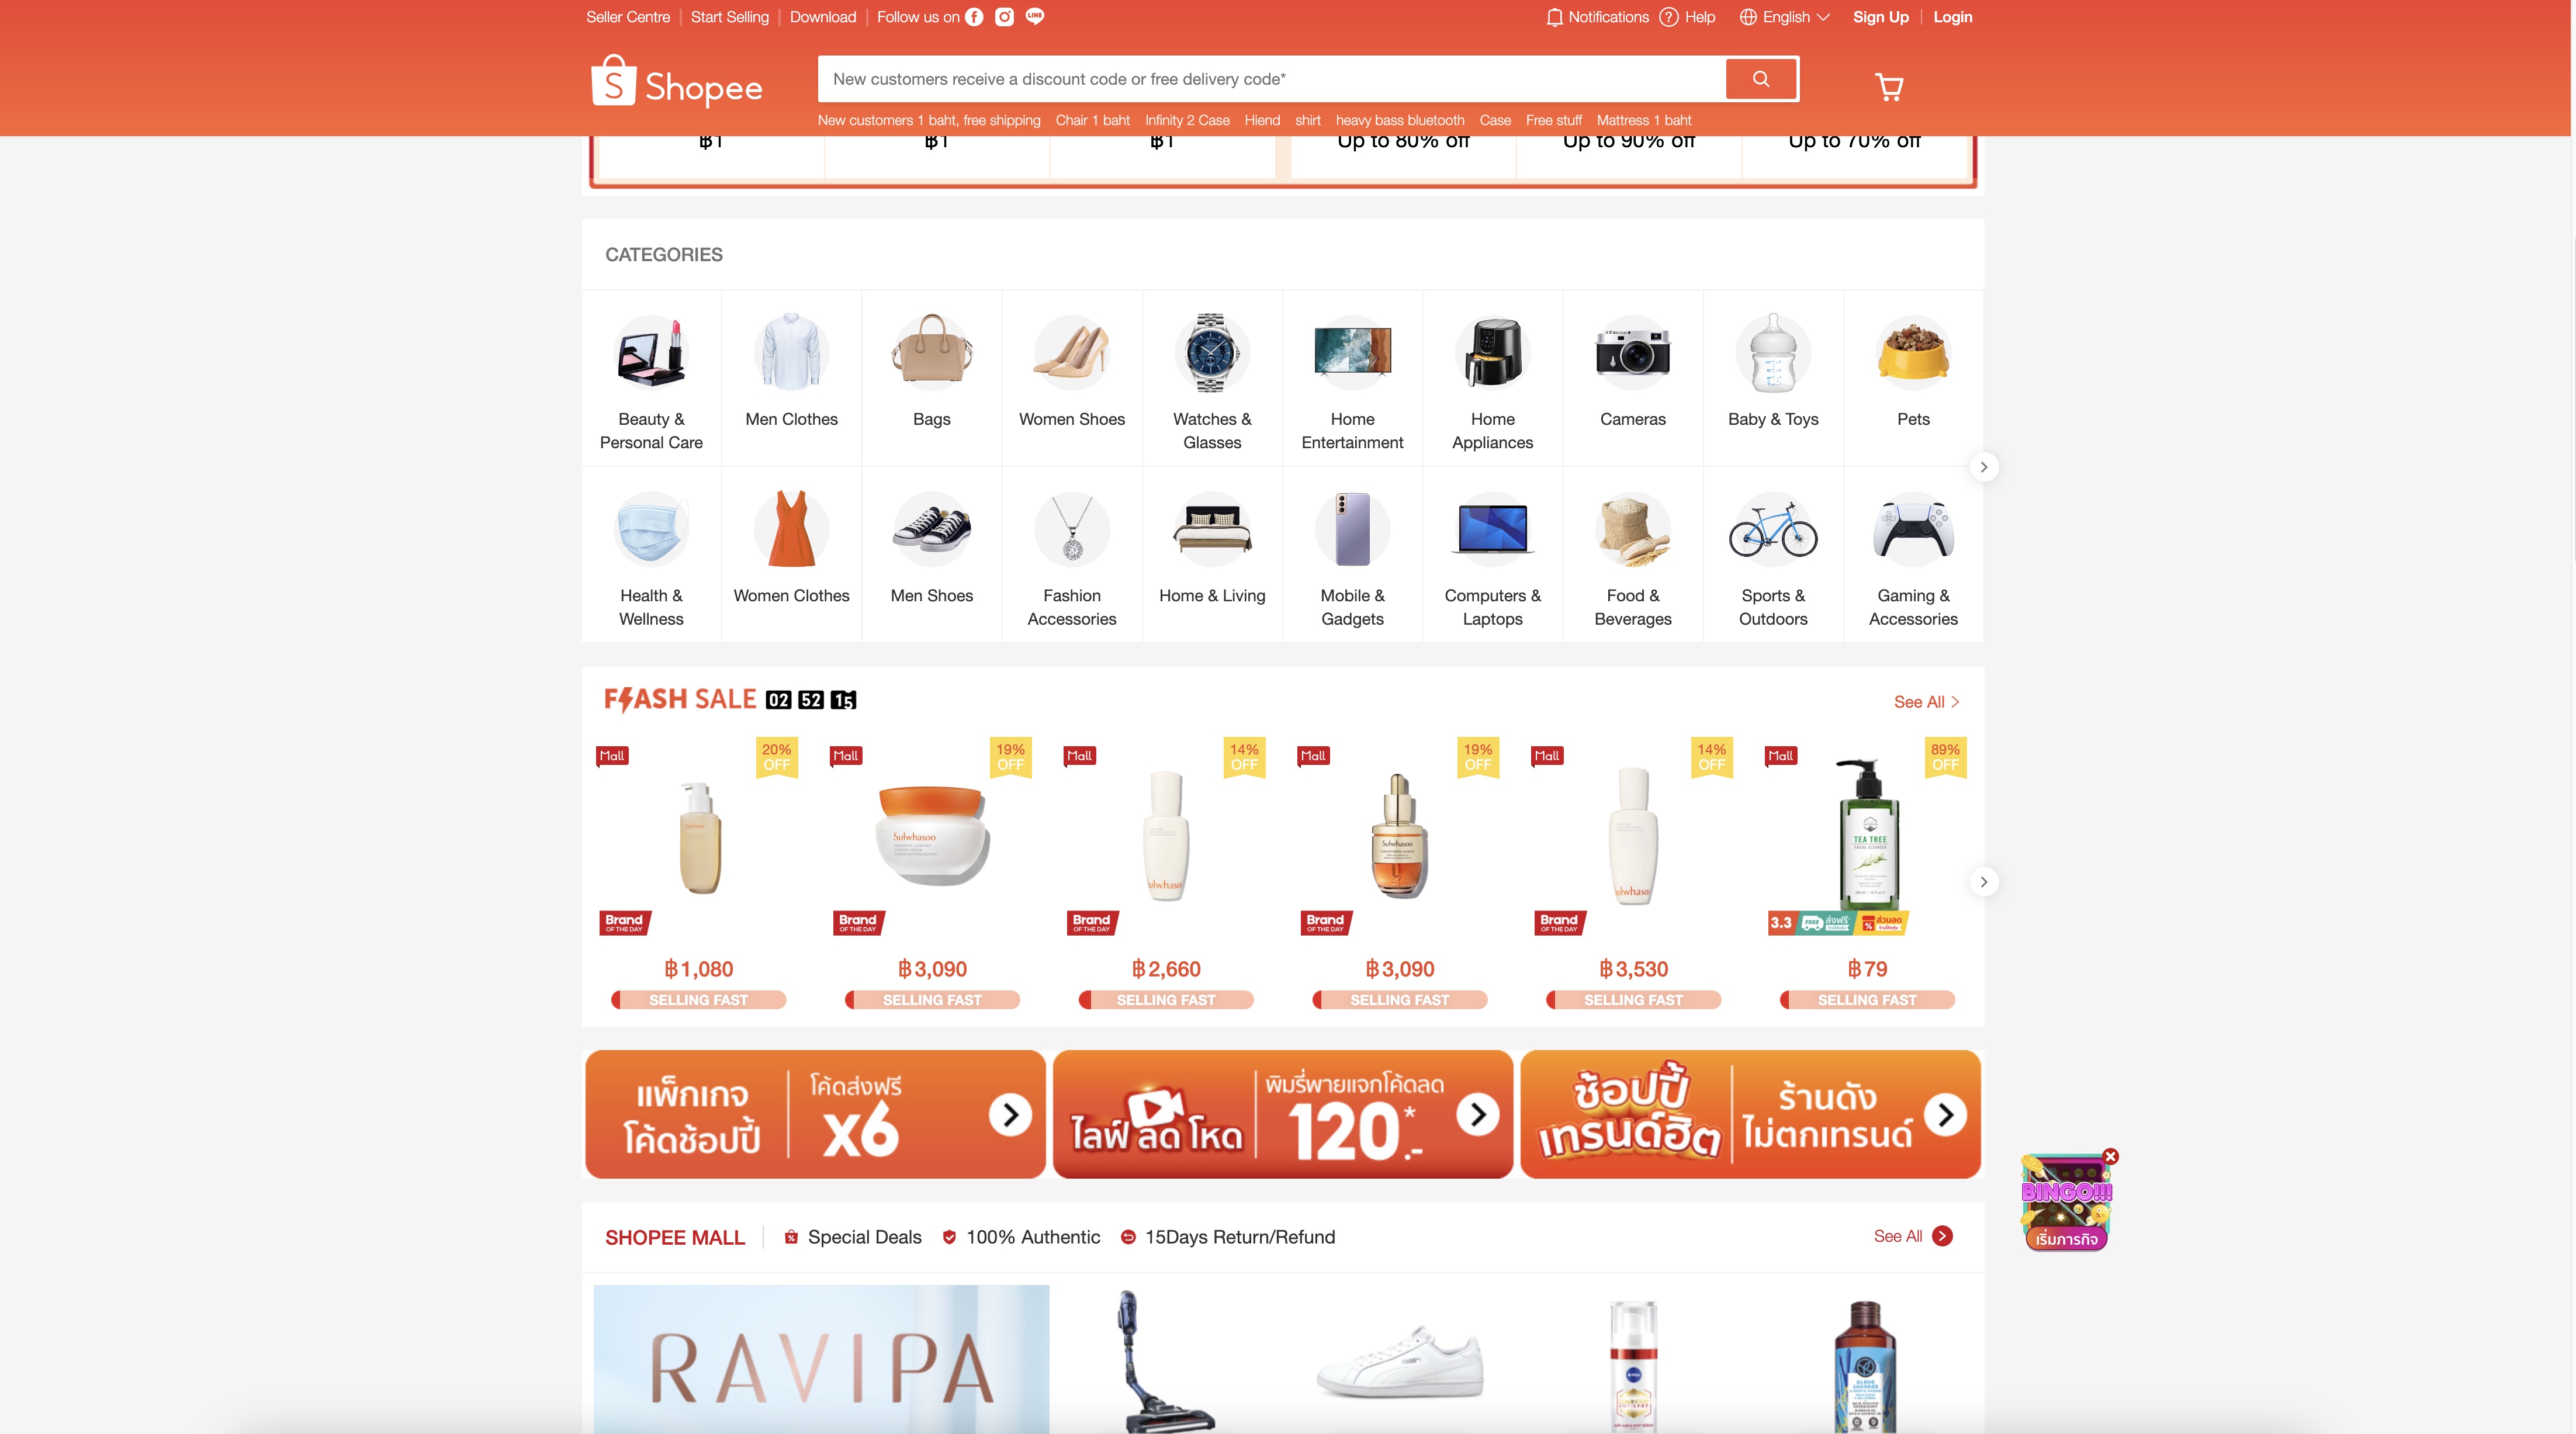 Seller Centre
Start Selling
Download
Follow us on
Notifications
Help
English
Sign Up
Login
Shopee
New customers receive a discount code or free delivery code*
New customers 1 baht, free shipping
Chair 1 baht
Infinity 2 Case
Hiend
shirt
heavy bass bluetooth
Case
Free stuff
Mattress 1 baht
฿1
฿1
฿1
Up to 80% off
Up to 90% off
Up to 70% off
CATEGORIES
Beauty &
Personal Care
Men Clothes
Bags
Women Shoes
Watches &
Glasses
Home
Entertainment
Home
Appliances
Cameras
Baby & Toys
Pets
Health &
Wellness
Women Clothes
Men Shoes
Fashion
Accessories
Home & Living
Mobile &
Gadgets
Computers &
Laptops
Food &
Beverages
Sports &
Outdoors
Gaming &
Accessories
FLASH SALE 02 52 15
See All
Mall
20%
OFF
Mall
19%
OFF
Mall
14%
OFF
Mall
19%
OFF
Mall
14%
OFF
Mall
89%
OFF
Sulwhasoo
Sulwhasoo
TEA TREE
FACIAL CLEANSER
Brand
OF THE DAY
Brand
OF THE DAY
Brand
OF THE DAY
Brand
OF THE DAY
Brand
OF THE DAY
3.3
FREE
ส่งฟรี
ส่วนลด
฿1,080
฿3,090
฿2,660
฿3,090
฿3,530
฿79
SELLING FAST
SELLING FAST
SELLING FAST
SELLING FAST
SELLING FAST
SELLING FAST
แพ็กเกจ
โค้ดช้อปปี้
โค้ดส่งฟรี
x6
ไลฟ์ ลด โหด
พิมรี่พายแจกโค้ดลด
120.-*
ช้อปปี้
เทรนด์ฮิต
ร้านดัง
ไม่ตกเทรนด์
BINGO!!!
เริ่มภารกิจ
SHOPEE MALL
Special Deals
100% Authentic
15Days Return/Refund
See All
RAVIPA
NIVEA